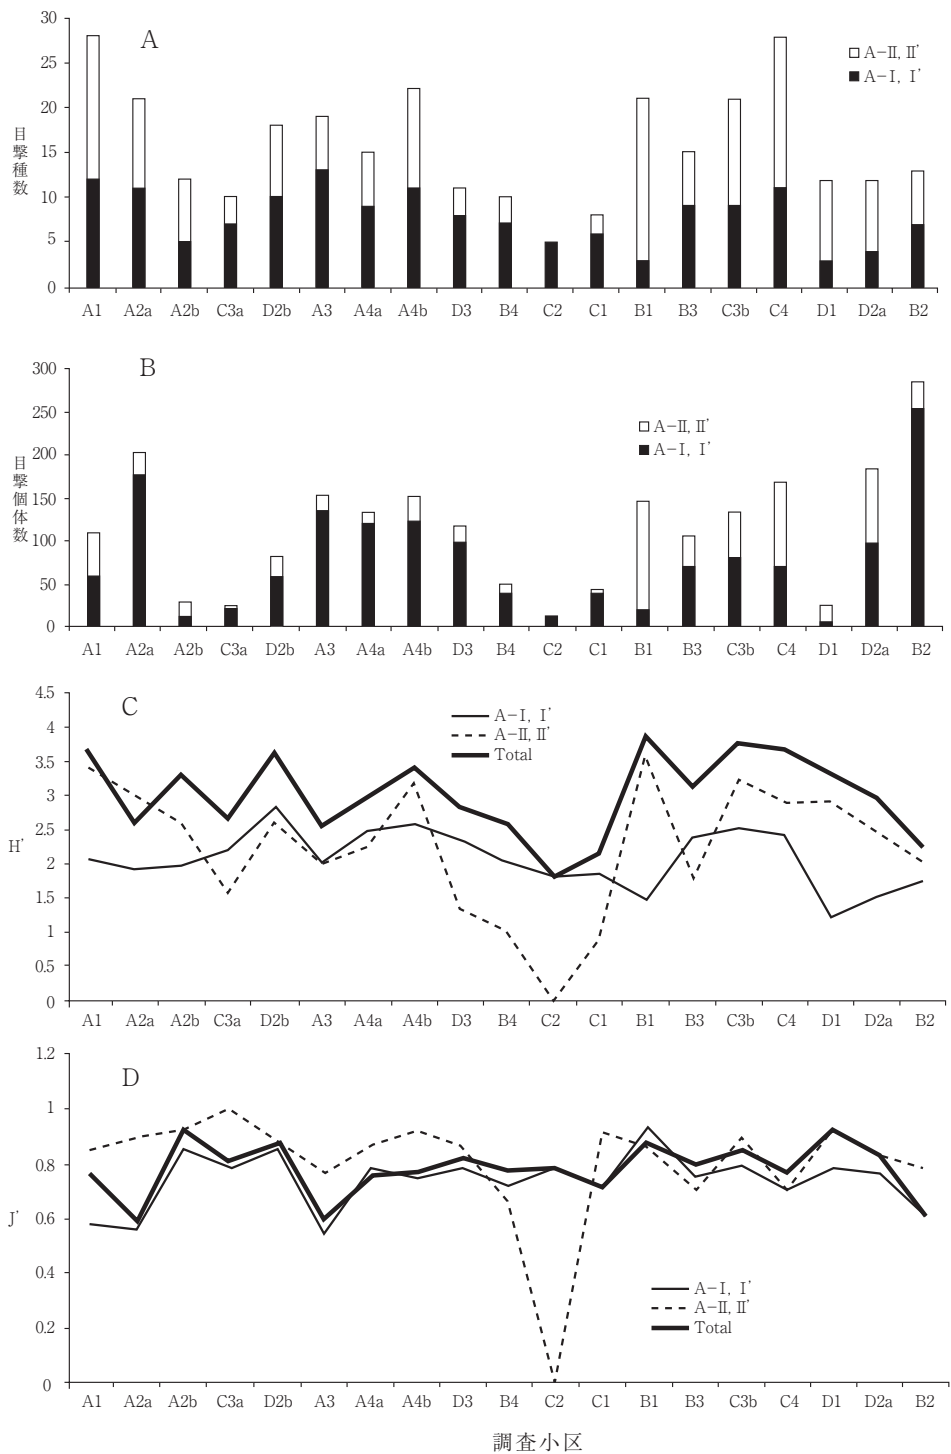 A
30
25
20
15
10
5
0
目撃種数
A-Ⅱ, Ⅱ'
A-Ⅰ, Ⅰ'
A1 A2a A2b C3a D2b A3 A4a A4b D3 B4 C2 C1 B1 B3 C3b C4 D1 D2a B2
B
300
250
200
150
100
50
0
目撃個体数
A-Ⅱ, Ⅱ'
A-Ⅰ, Ⅰ'
A1 A2a A2b C3a D2b A3 A4a A4b D3 B4 C2 C1 B1 B3 C3b C4 D1 D2a B2
C
4.5
4
3.5
3
2.5
2
1.5
1
0.5
0
H'
A-Ⅰ, Ⅰ'
A-Ⅱ, Ⅱ'
Total
A1 A2a A2b C3a D2b A3 A4a A4b D3 B4 C2 C1 B1 B3 C3b C4 D1 D2a B2
D
1.2
1
0.8
0.6
0.4
0.2
0
J'
A-Ⅰ, Ⅰ'
A-Ⅱ, Ⅱ'
Total
A1 A2a A2b C3a D2b A3 A4a A4b D3 B4 C2 C1 B1 B3 C3b C4 D1 D2a B2
調査小区